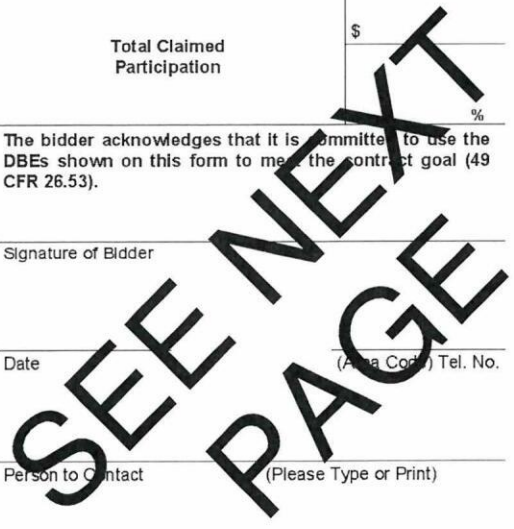 Total Claimed
Participation
$
%
The bidder acknowledges that it is committed to use the
DBEs shown on this form to meet the contract goal (49
CFR 26.53).
Signature of Bidder
Date
(Area Code) Tel. No.
Person to Contact
(Please Type or Print)
SEE NEXT
PAGE